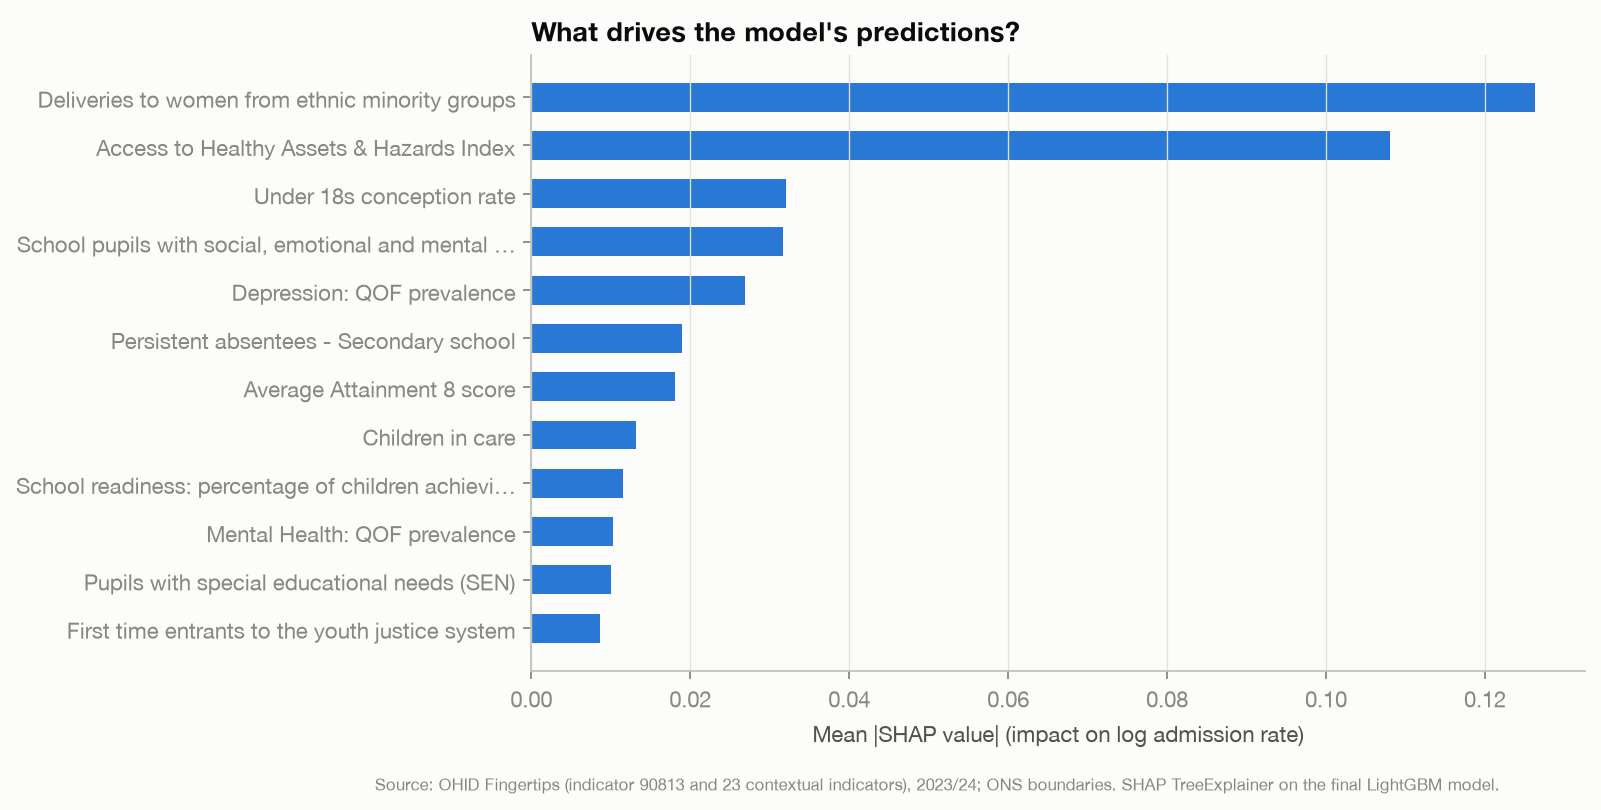 What drives the model's predictions?
Deliveries to women from ethnic minority groups
Access to Healthy Assets & Hazards Index
Under 18s conception rate
School pupils with social, emotional and mental …
Depression: QOF prevalence
Persistent absentees - Secondary school
Average Attainment 8 score
Children in care
School readiness: percentage of children achievi…
Mental Health: QOF prevalence
Pupils with special educational needs (SEN)
First time entrants to the youth justice system
0.00 0.02 0.04 0.06 0.08 0.10 0.12
Mean |SHAP value| (impact on log admission rate)
Source: OHID Fingertips (indicator 90813 and 23 contextual indicators), 2023/24; ONS boundaries. SHAP TreeExplainer on the final LightGBM model.